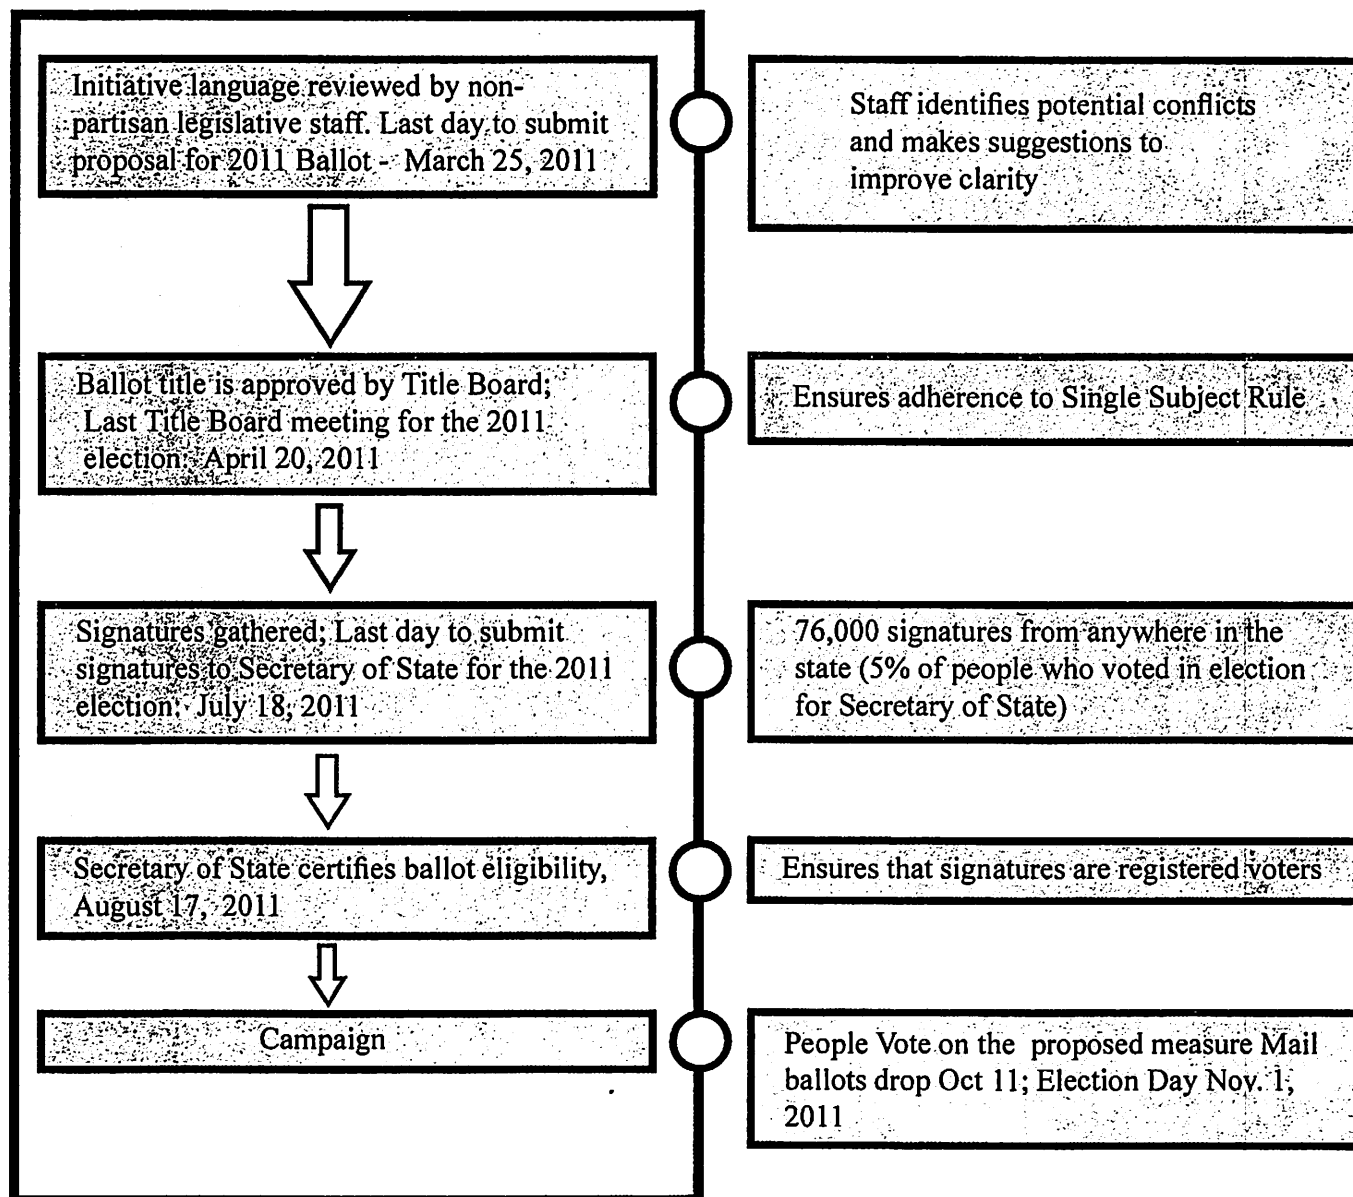 Initiative language reviewed by non-
partisan legislative staff. Last day to submit
proposal for 2011 Ballot - March 25, 2011
Staff identifies potential conflicts
and makes suggestions to
improve clarity
Ballot title is approved by Title Board;
Last Title Board meeting for the 2011
election: April 20, 2011
Ensures adherence to Single Subject Rule
Signatures gathered; Last day to submit
signatures to Secretary of State for the 2011
election: July 18, 2011
76,000 signatures from anywhere in the
state (5% of people who voted in election
for Secretary of State)
Secretary of State certifies ballot eligibility,
August 17, 2011
Ensures that signatures are registered voters
Campaign
People Vote on the proposed measure Mail
ballots drop Oct 11; Election Day Nov. 1,
2011